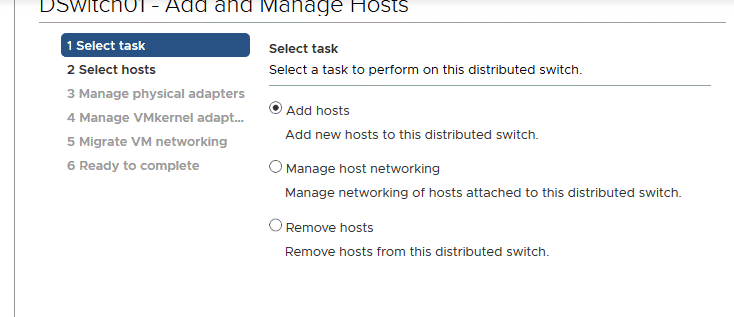 DSwitch01 - Add and Manage Hosts
1 Select task
2 Select hosts
3 Manage physical adapters
4 Manage VMkernel adapt...
5 Migrate VM networking
6 Ready to complete
Select task
Select a task to perform on this distributed switch.
Add hosts
Add new hosts to this distributed switch.
Manage host networking
Manage networking of hosts attached to this distributed switch.
Remove hosts
Remove hosts from this distributed switch.